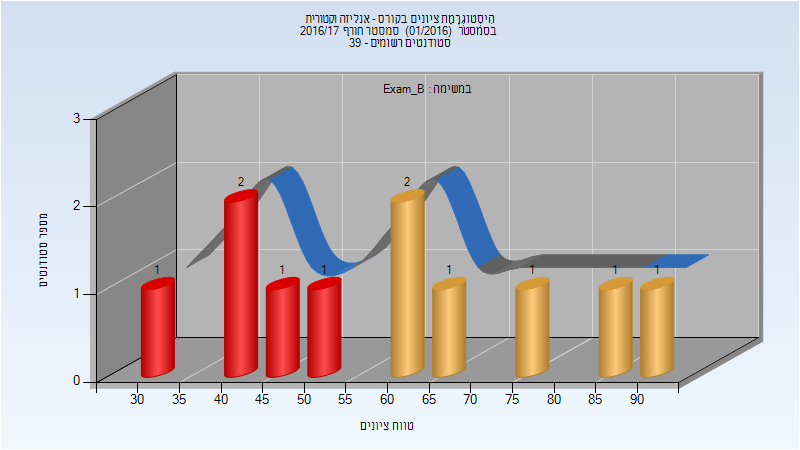 היסטוגרמת ציונים בקורס - אנליזה וקטורית
בסמסטר (01/2016) סמסטר חורף 2016/17
סטודנטים רשומים - 39
במשימה : Exam_B
מספר סטודנטים
3
2
1
0
1
2
1
1
2
1
1
1
1
30 35 40 45 50 55 60 65 70 75 80 85 90
טווח ציונים